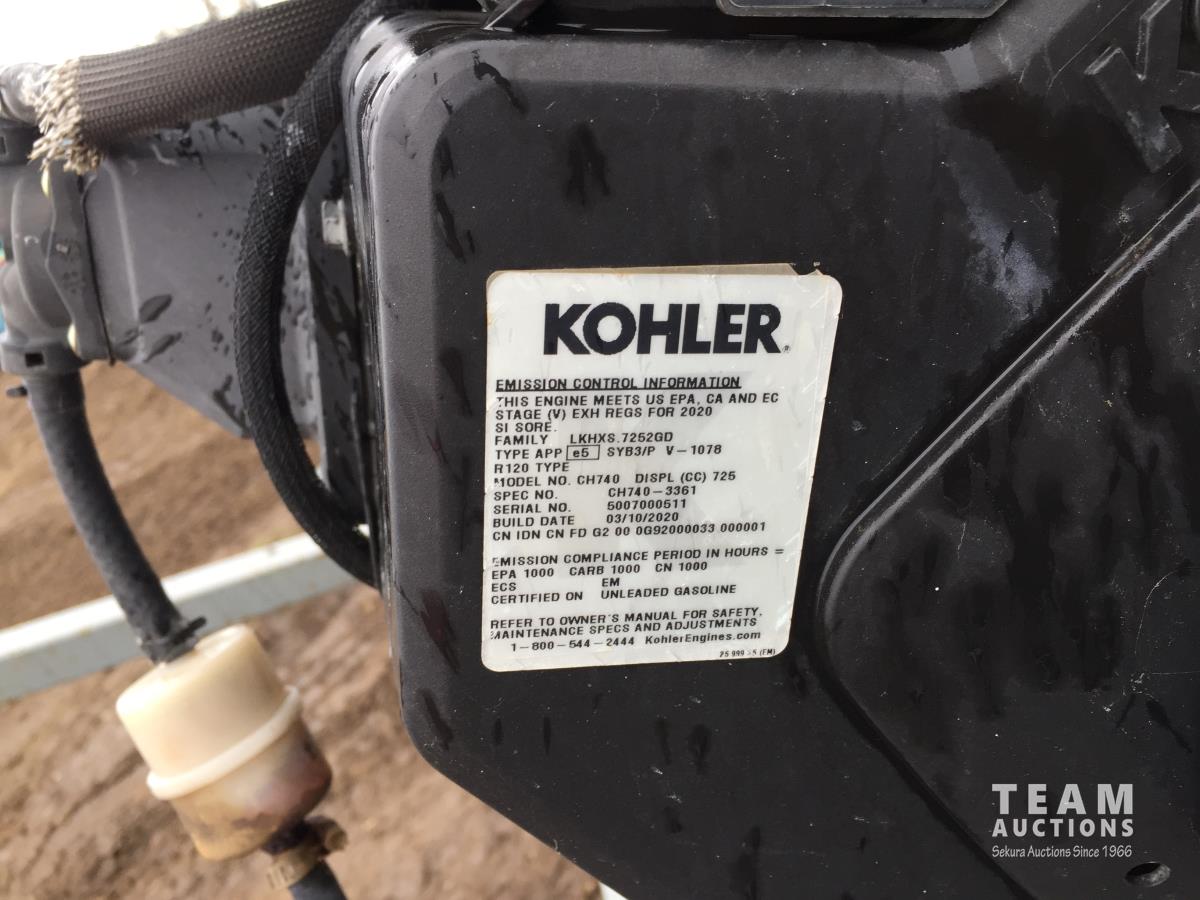 KOHLER.
EMISSION CONTROL INFORMATION
THIS ENGINE MEETS US EPA, CA AND EC
STAGE (V) EXH REGS FOR 2020
SI SORE.
FAMILY LKHXS.7252GD
TYPE APP e5 SYB3/P V-1078
R120 TYPE
MODEL NO. CH740 DISPL (CC) 725
SPEC NO. CH740-3361
SERIAL NO. 5007000511
BUILD DATE 03/10/2020
CN IDN CN FD G2 00 0G92000033 000001
EMISSION COMPLIANCE PERIOD IN HOURS =
EPA 1000 CARB 1000 CN 1000
ECS EM
CERTIFIED ON UNLEADED GASOLINE
REFER TO OWNER'S MANUAL FOR SAFETY,
MAINTENANCE SPECS AND ADJUSTMENTS
1-800-544-2444 KohlerEngines.com
25 999 (EM)
TEAM
AUCTIONS
Sekura Auctions Since 1966